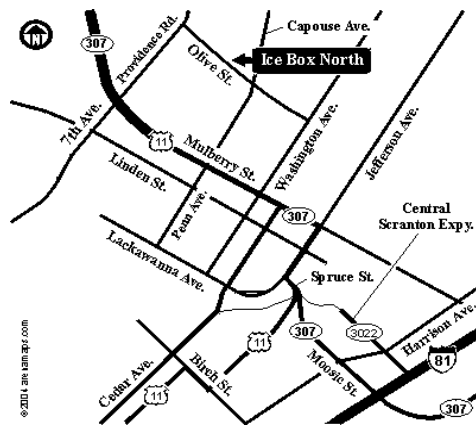 N
307
Providence Rd.
Capouse Ave.
Olive St.
Ice Box North
7th Ave.
11
Mulberry St.
Washington Ave.
Jefferson Ave.
Linden St.
Penn Ave.
307
Central
Scranton Expy.
Lackawanna Ave.
Spruce St.
11
307
3022
Harrison Ave.
81
Cedar Ave.
11
Birch St.
Moosic St.
307
©2004 arenamaps.com